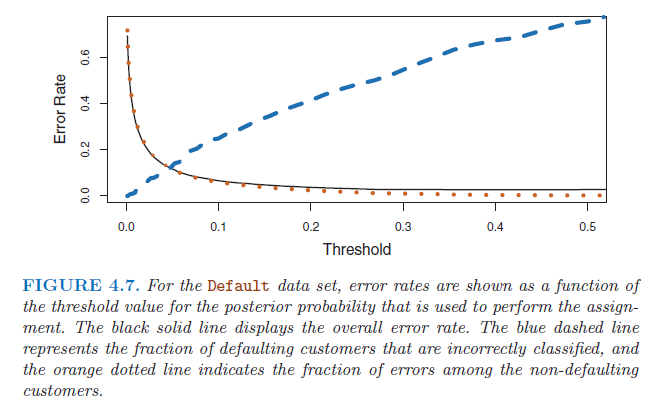 Error Rate
0.6
0.4
0.2
0.0
0.0 0.1 0.2 0.3 0.4 0.5
Threshold
FIGURE 4.7. For the Default data set, error rates are shown as a function of
the threshold value for the posterior probability that is used to perform the assign-
ment. The black solid line displays the overall error rate. The blue dashed line
represents the fraction of defaulting customers that are incorrectly classified, and
the orange dotted line indicates the fraction of errors among the non-defaulting
customers.